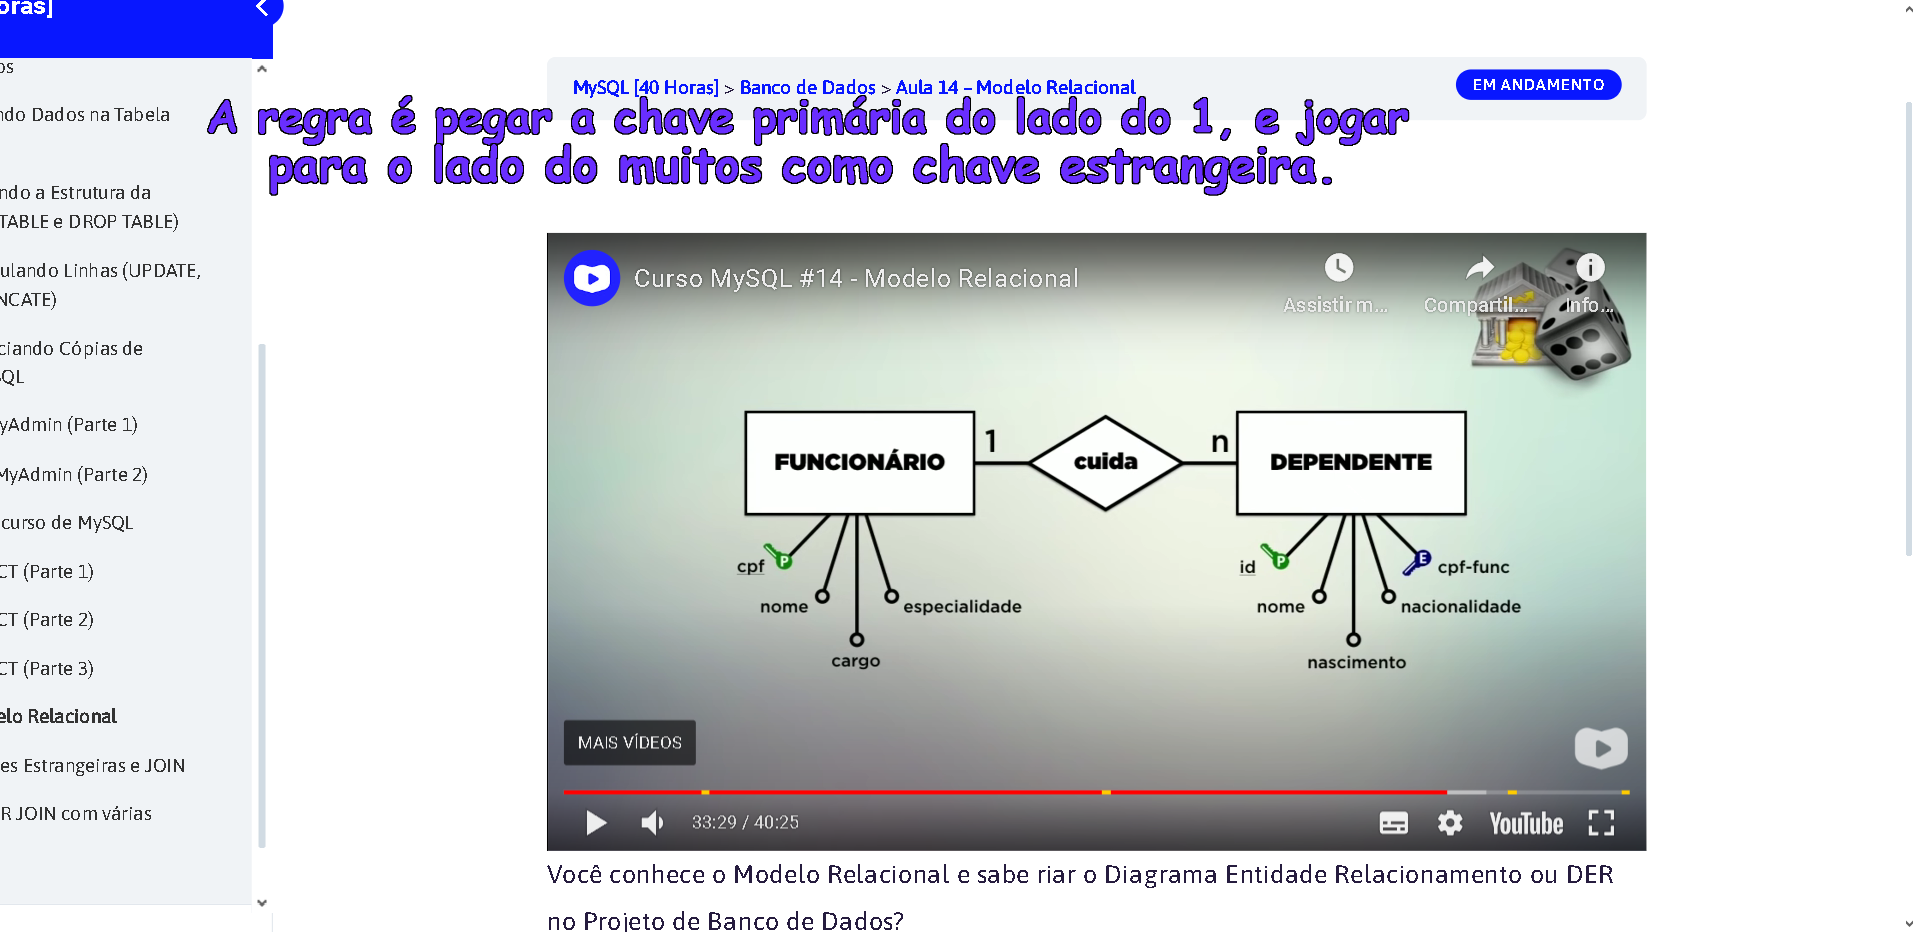 oras]
os
ndo Dados na Tabela
ndo a Estrutura da
TABLE e DROP TABLE)
ulando Linhas (UPDATE,
NCATE)
ciando Cópias de
QL
yAdmin (Parte 1)
MyAdmin (Parte 2)
curso de MySQL
CT (Parte 1)
CT (Parte 2)
CT (Parte 3)
elo Relacional
es Estrangeiras e JOIN
R JOIN com várias
MySQL [40 Horas] > Banco de Dados > Aula 14 – Modelo Relacional
EM ANDAMENTO
A regra é pegar a chave primária do lado do 1, e jogar
para o lado do muitos como chave estrangeira.
Curso MySQL #14 - Modelo Relacional
Assistir m...
Compartil...
Info...
FUNCIONÁRIO
1
cuida
n
DEPENDENTE
cpf
nome
cargo
especialidade
id
nome
nascimento
nacionalidade
cpf-func
P
P
E
MAIS VÍDEOS
33:29 / 40:25
YouTube
Você conhece o Modelo Relacional e sabe riar o Diagrama Entidade Relacionamento ou DER
no Projeto de Banco de Dados?